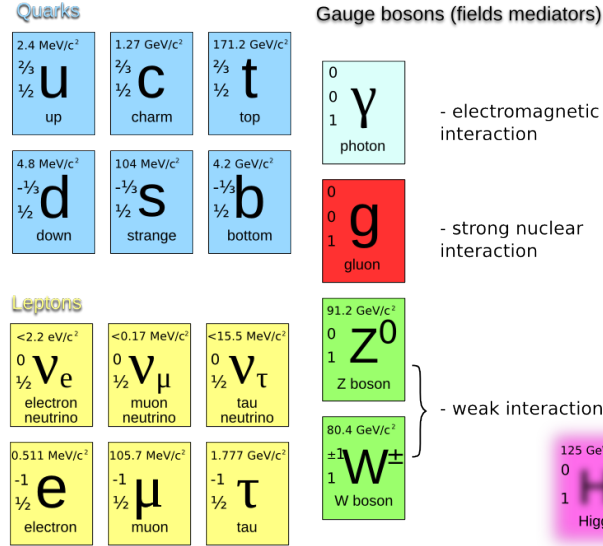 Quarks
Gauge bosons (fields mediators)
2.4 MeV/c²
⅔
½
u
up
1.27 GeV/c²
⅔
½
c
charm
171.2 GeV/c²
⅔
½
t
top
0
0
1
γ
photon
- electromagnetic
interaction
4.8 MeV/c²
-⅓
½
d
down
104 MeV/c²
-⅓
½
s
strange
4.2 GeV/c²
-⅓
½
b
bottom
0
0
1
g
gluon
- strong nuclear
interaction
Leptons
<2.2 eV/c²
0
½
νe
electron
neutrino
<0.17 MeV/c²
0
½
νμ
muon
neutrino
<15.5 MeV/c²
0
½
ντ
tau
neutrino
91.2 GeV/c²
0
1
Z⁰
Z boson
- weak interaction
0.511 MeV/c²
-1
½
e
electron
105.7 MeV/c²
-1
½
μ
muon
1.777 GeV/c²
-1
½
τ
tau
80.4 GeV/c²
±1
1
W±
W boson
125 Ge
0
1
H
Higg